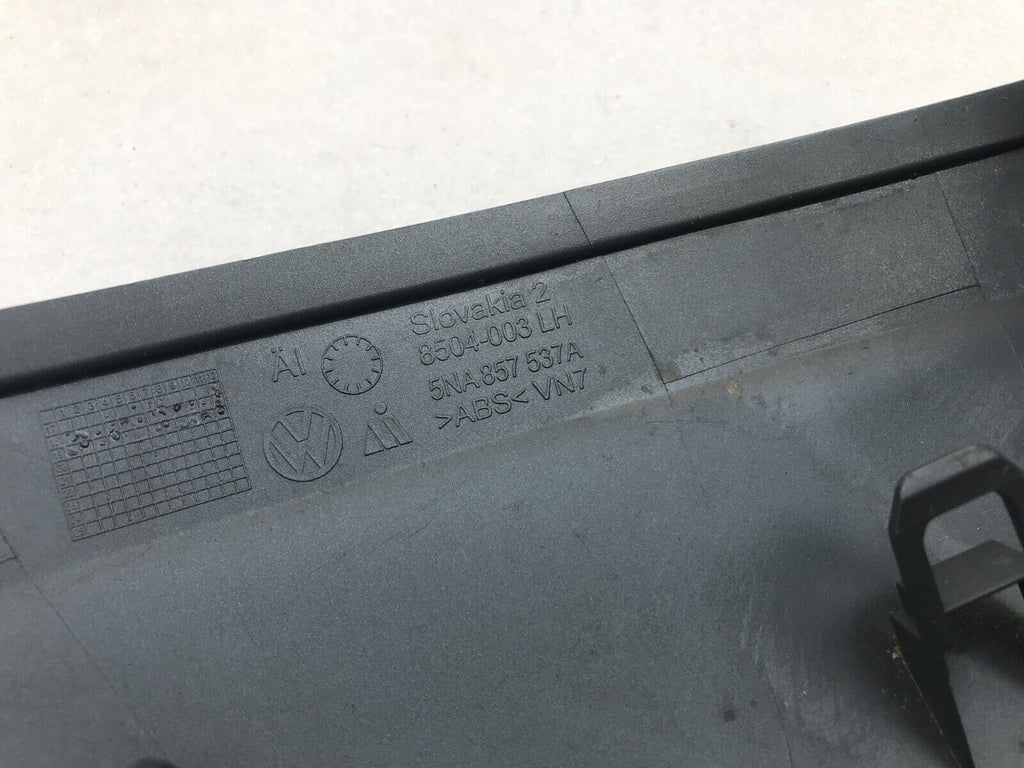 ÄI
Slovakia 2
8504-003 LH
5NA 857 537A
>ABS< VN7